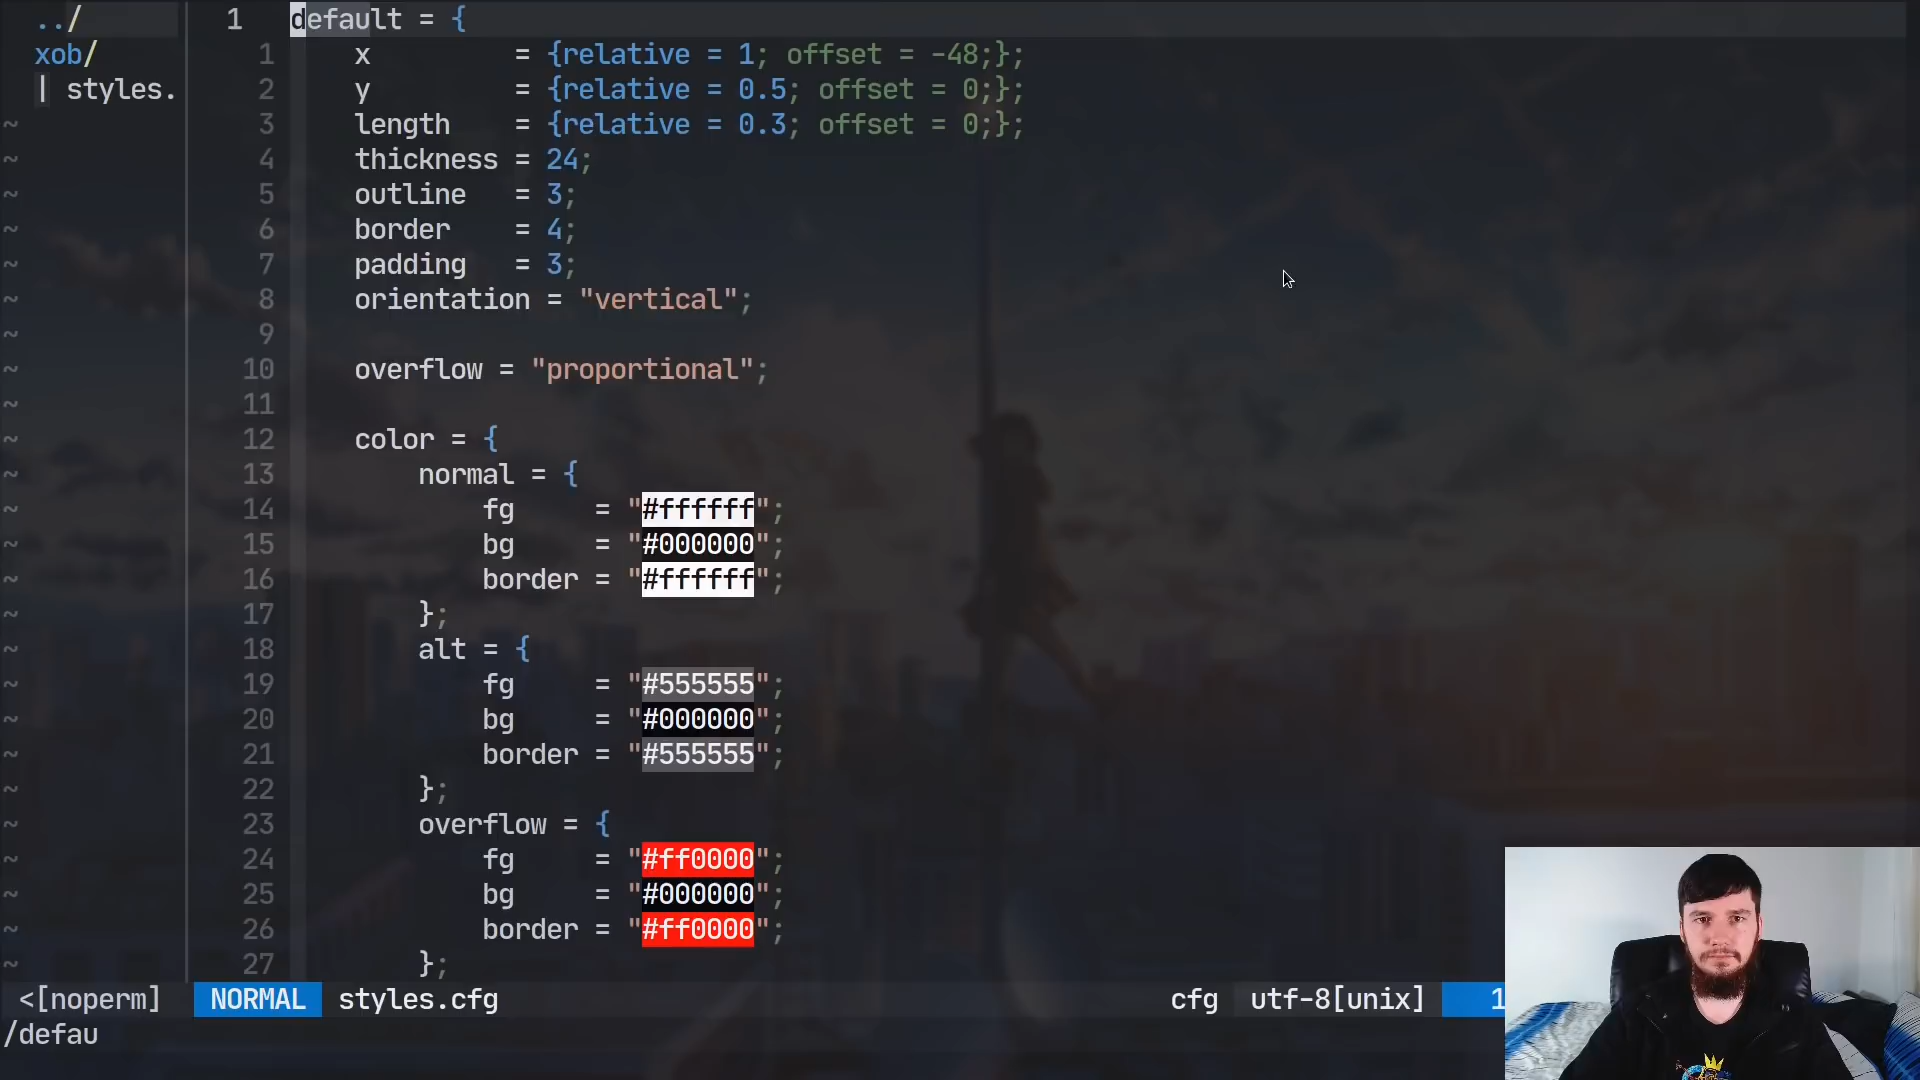 ../
xob/
| styles.
1 default = {
1 x = {relative = 1; offset = -48;};
2 y = {relative = 0.5; offset = 0;};
3 length = {relative = 0.3; offset = 0;};
4 thickness = 24;
5 outline = 3;
6 border = 4;
7 padding = 3;
8 orientation = "vertical";
9
10 overflow = "proportional";
11
12 color = {
13 normal = {
14 fg = "#ffffff";
15 bg = "#000000";
16 border = "#ffffff";
17 };
18 alt = {
19 fg = "#555555";
20 bg = "#000000";
21 border = "#555555";
22 };
23 overflow = {
24 fg = "#ff0000";
25 bg = "#000000";
26 border = "#ff0000";
27 };
<[noperm] NORMAL styles.cfg cfg utf-8[unix] 1
/defau